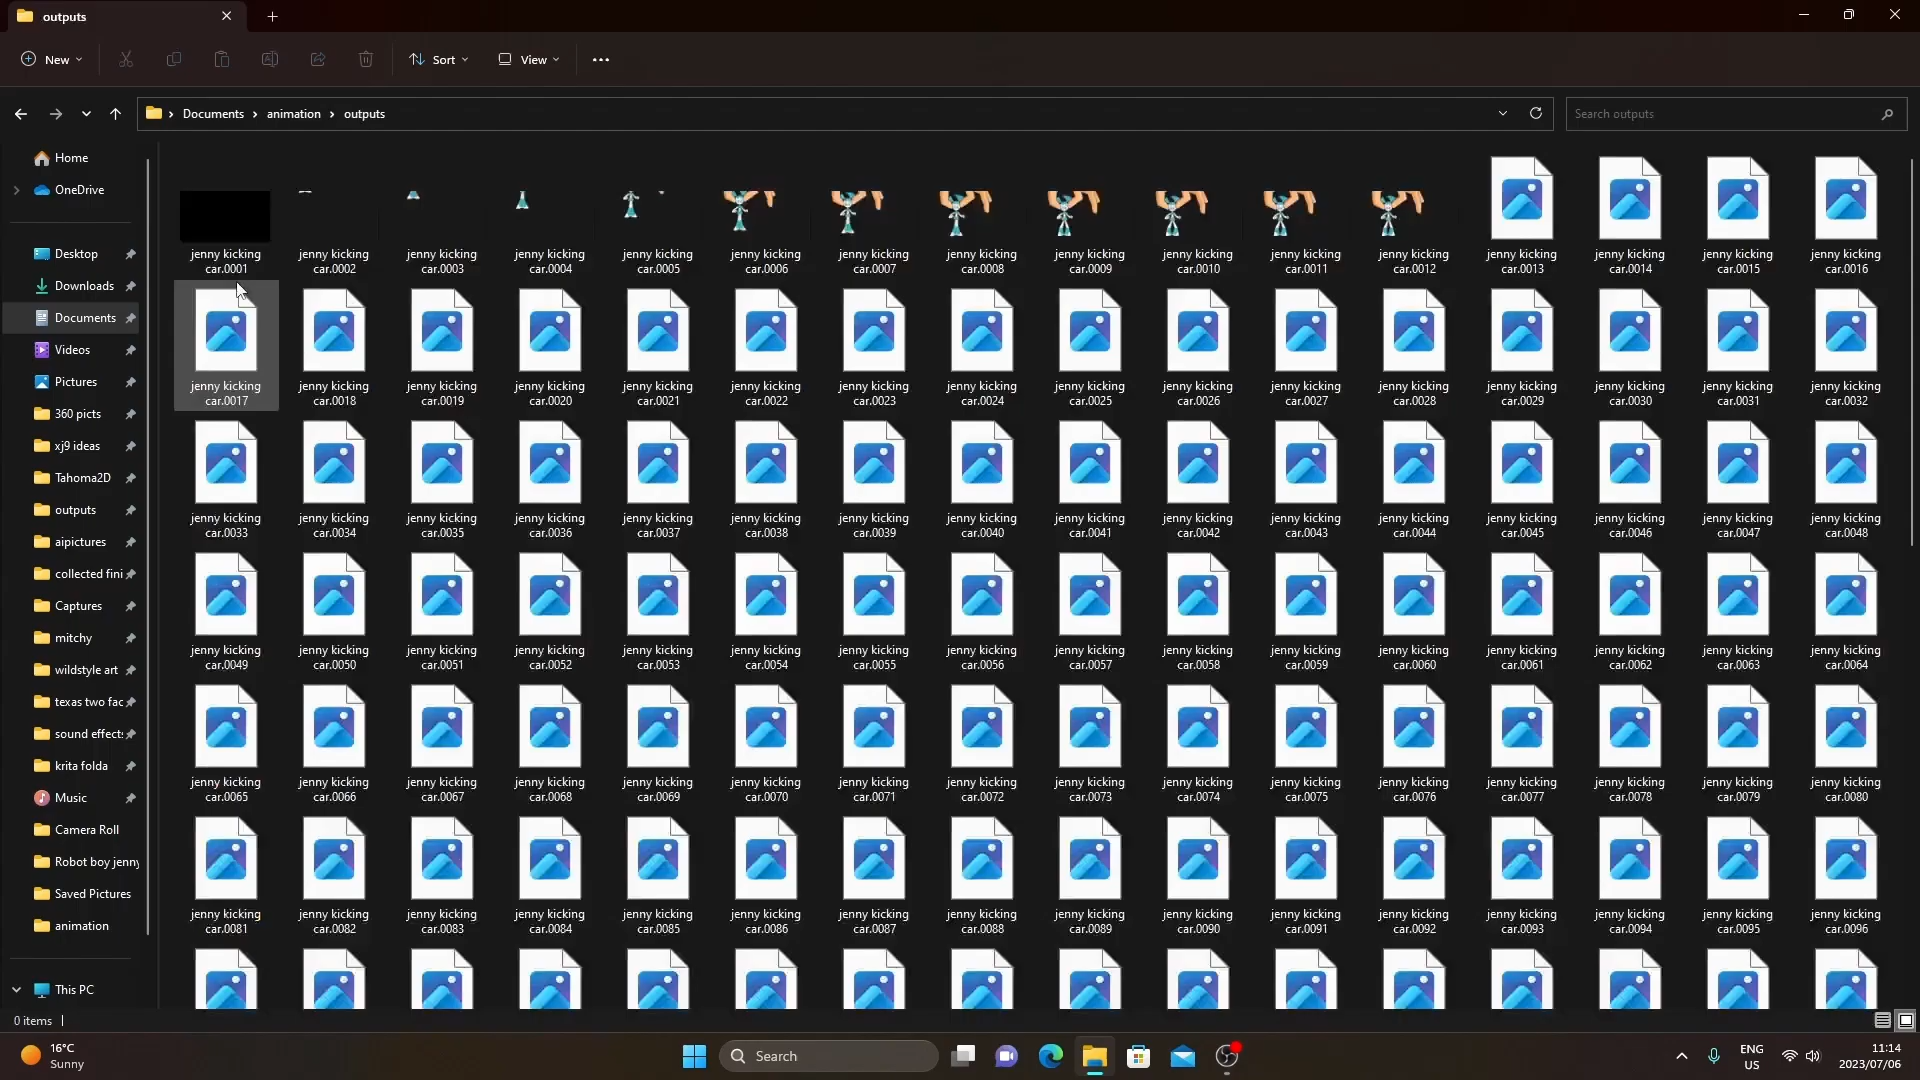 outputs
New
Sort
View
Documents
animation
outputs
Search outputs
Home
OneDrive
Desktop
Downloads
Documents
Videos
Pictures
360 picts
xj9 ideas
Tahoma2D
outputs
aipictures
collected fini
Captures
mitchy
wildstyle art
texas two fac
sound effect
krita folda
Music
Camera Roll
Robot boy jenny
Saved Pictures
animation
This PC
jenny kicking car.0001
jenny kicking car.0002
jenny kicking car.0003
jenny kicking car.0004
jenny kicking car.0005
jenny kicking car.0006
jenny kicking car.0007
jenny kicking car.0008
jenny kicking car.0009
jenny kicking car.0010
jenny kicking car.0011
jenny kicking car.0012
jenny kicking car.0013
jenny kicking car.0014
jenny kicking car.0015
jenny kicking car.0016
jenny kicking car.0017
jenny kicking car.0018
jenny kicking car.0019
jenny kicking car.0020
jenny kicking car.0021
jenny kicking car.0022
jenny kicking car.0023
jenny kicking car.0024
jenny kicking car.0025
jenny kicking car.0026
jenny kicking car.0027
jenny kicking car.0028
jenny kicking car.0029
jenny kicking car.0030
jenny kicking car.0031
jenny kicking car.0032
jenny kicking car.0033
jenny kicking car.0034
jenny kicking car.0035
jenny kicking car.0036
jenny kicking car.0037
jenny kicking car.0038
jenny kicking car.0039
jenny kicking car.0040
jenny kicking car.0041
jenny kicking car.0042
jenny kicking car.0043
jenny kicking car.0044
jenny kicking car.0045
jenny kicking car.0046
jenny kicking car.0047
jenny kicking car.0048
jenny kicking car.0049
jenny kicking car.0050
jenny kicking car.0051
jenny kicking car.0052
jenny kicking car.0053
jenny kicking car.0054
jenny kicking car.0055
jenny kicking car.0056
jenny kicking car.0057
jenny kicking car.0058
jenny kicking car.0059
jenny kicking car.0060
jenny kicking car.0061
jenny kicking car.0062
jenny kicking car.0063
jenny kicking car.0064
jenny kicking car.0065
jenny kicking car.0066
jenny kicking car.0067
jenny kicking car.0068
jenny kicking car.0069
jenny kicking car.0070
jenny kicking car.0071
jenny kicking car.0072
jenny kicking car.0073
jenny kicking car.0074
jenny kicking car.0075
jenny kicking car.0076
jenny kicking car.0077
jenny kicking car.0078
jenny kicking car.0079
jenny kicking car.0080
jenny kicking car.0081
jenny kicking car.0082
jenny kicking car.0083
jenny kicking car.0084
jenny kicking car.0085
jenny kicking car.0086
jenny kicking car.0087
jenny kicking car.0088
jenny kicking car.0089
jenny kicking car.0090
jenny kicking car.0091
jenny kicking car.0092
jenny kicking car.0093
jenny kicking car.0094
jenny kicking car.0095
jenny kicking car.0096
0 items
16°C
Sunny
Search
ENG
US
11:14
2023/07/06